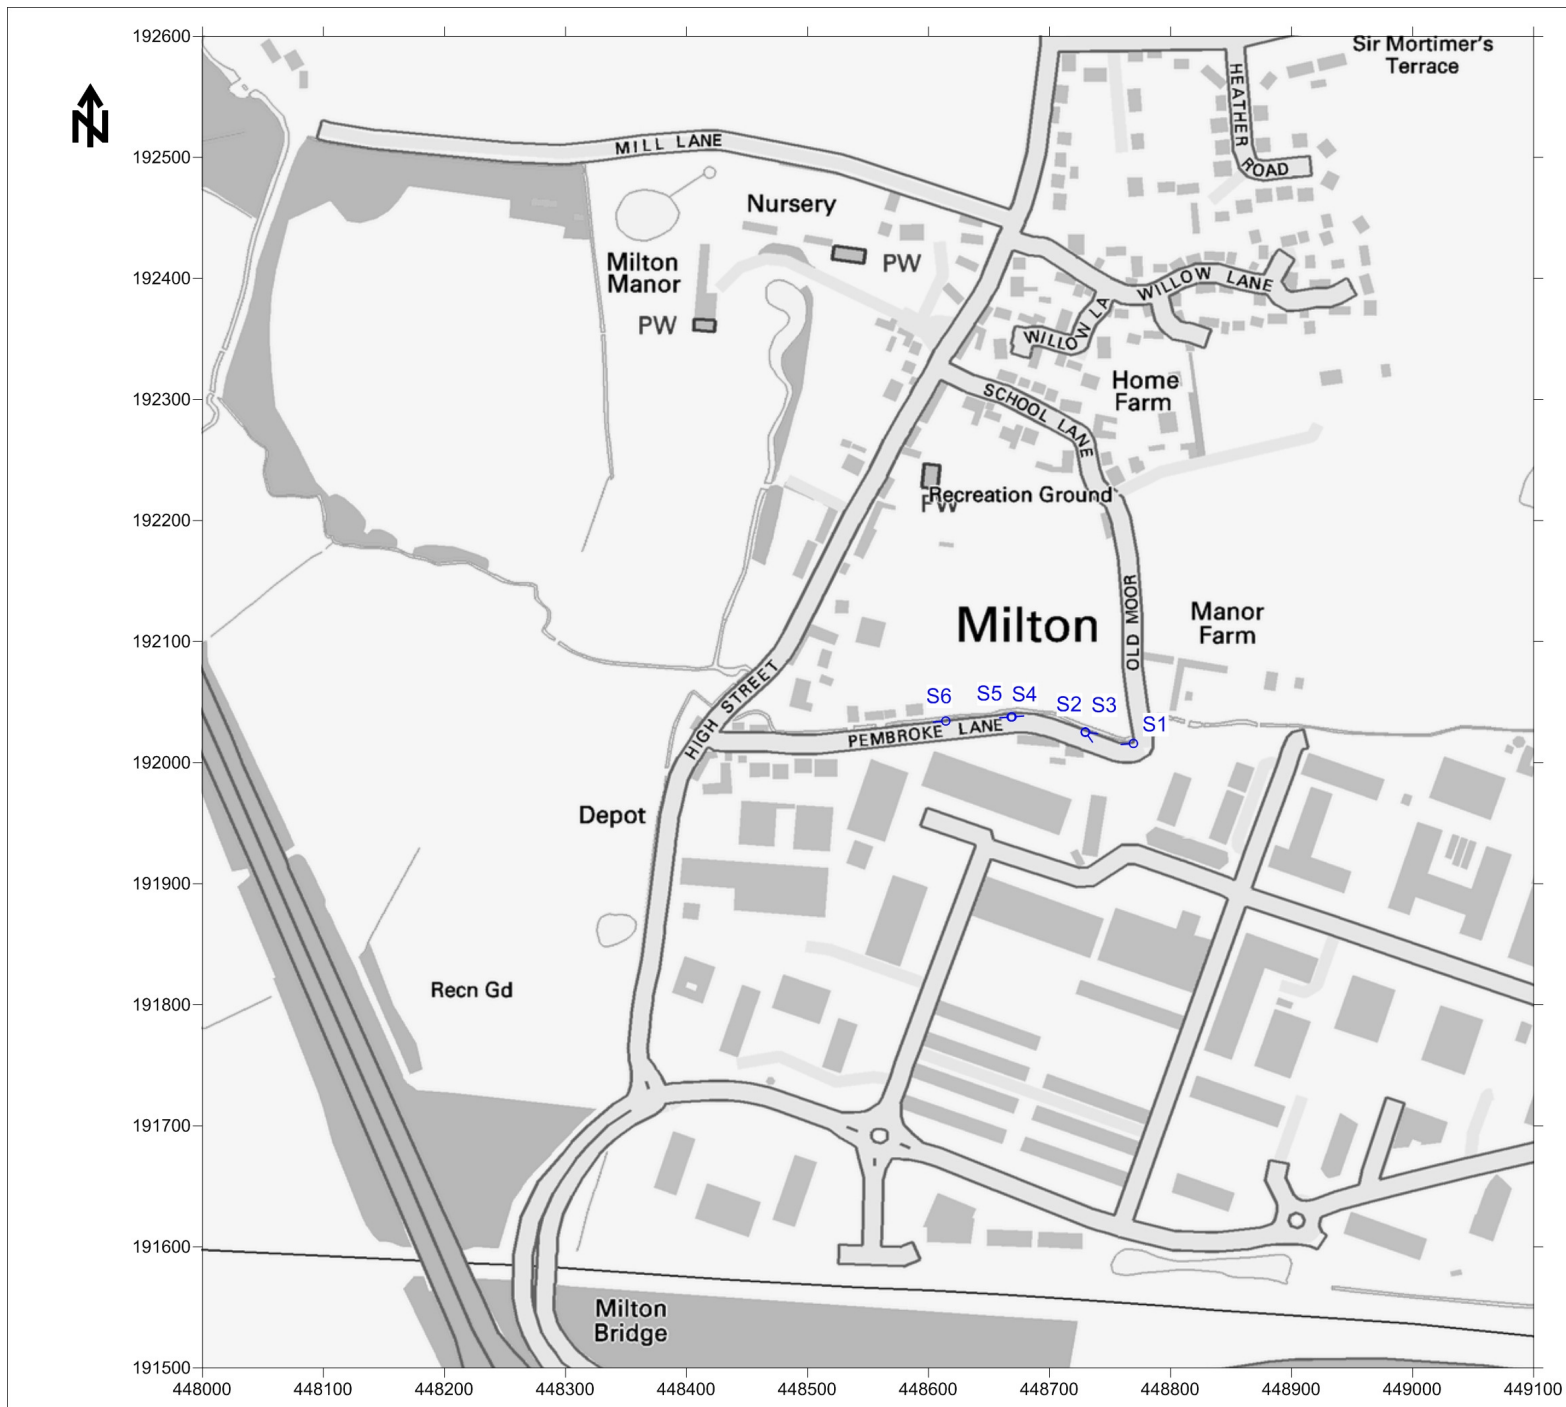 192600
Sir Mortimer's
Terrace
HEATHER
ROAD
N
192500
MILL LANE
Nursery
Milton
Manor
PW
PW
192400
WILLOW LANE
WILLOW LA
Home
Farm
192300
SCHOOL LANE
Recreation Ground
PW
192200
OLD MOOR
Milton
Manor
Farm
192100
HIGH STREET
S6
S5
S4
S2
S3
S1
PEMBROKE LANE
192000
Depot
191900
Recn Gd
191800
191700
191600
Milton
Bridge
191500
448000
448100
448200
448300
448400
448500
448600
448700
448800
448900
449000
449100